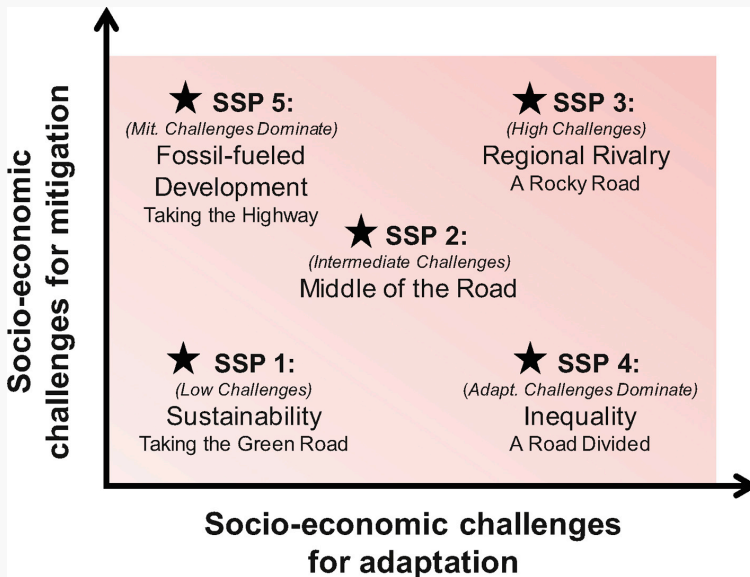 Socio-economic
challenges for mitigation
SSP 5:
(Mit. Challenges Dominate)
Fossil-fueled
Development
Taking the Highway
SSP 3:
(High Challenges)
Regional Rivalry
A Rocky Road
SSP 2:
(Intermediate Challenges)
Middle of the Road
SSP 1:
(Low Challenges)
Sustainability
Taking the Green Road
SSP 4:
(Adapt. Challenges Dominate)
Inequality
A Road Divided
Socio-economic challenges
for adaptation